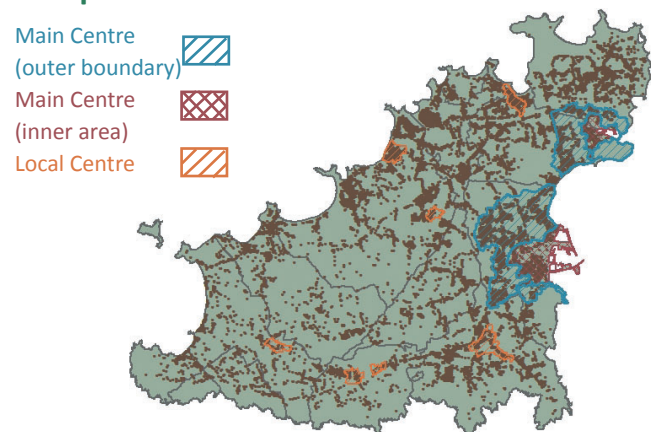 Main Centre
(outer boundary)
Main Centre
(inner area)
Local Centre